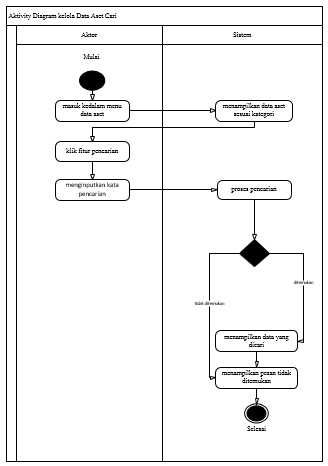 Aktivity Diagram kelola Data Aset Cari
Aktor
Sistem
Mulai
masuk kedalam menu
data aset
menampilkan data aset
sesuai kategori
klik fitur pencarian
menginputkan kata
pencarian
proses pencarian
ditemukan
tidak ditemukan
menampilkan data yang
dicari
menampilkan pesan tidak
ditemukan
Selesai